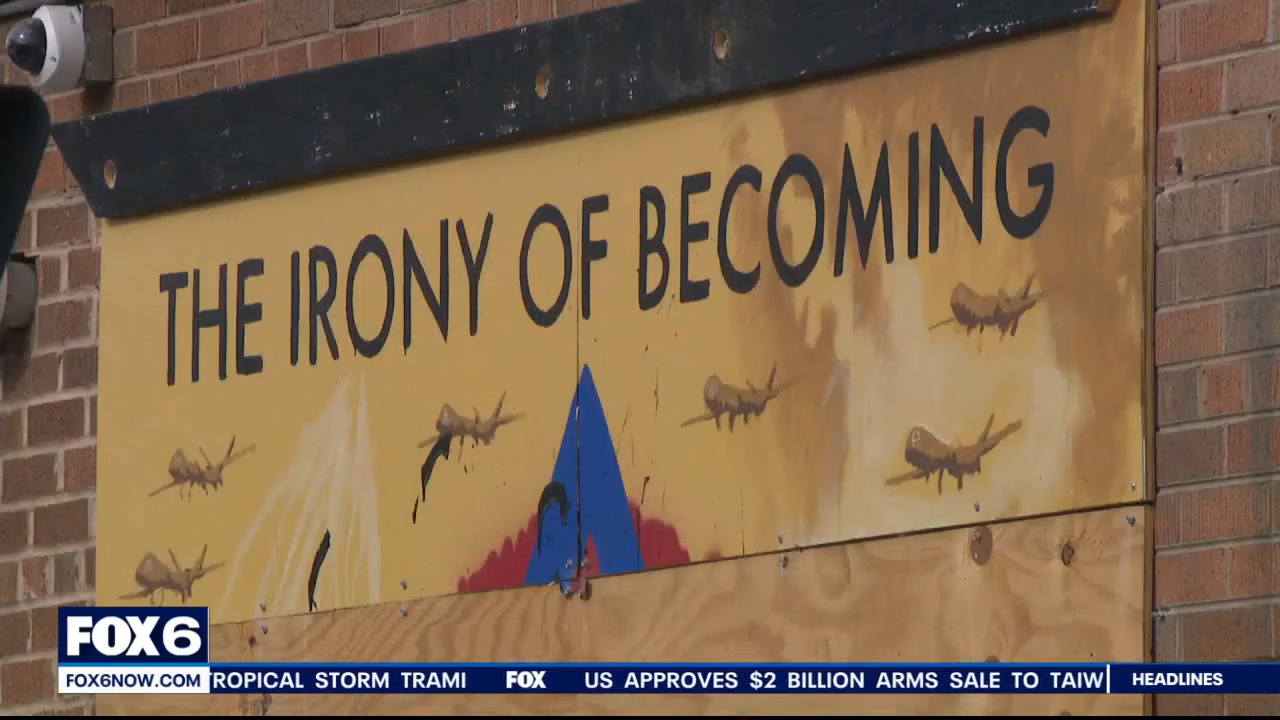 THE IRONY OF BECOMING
FOX6
FOX6NOW.COM
TROPICAL STORM TRAMI FOX US APPROVES $2 BILLION ARMS SALE TO TAIW HEADLINES